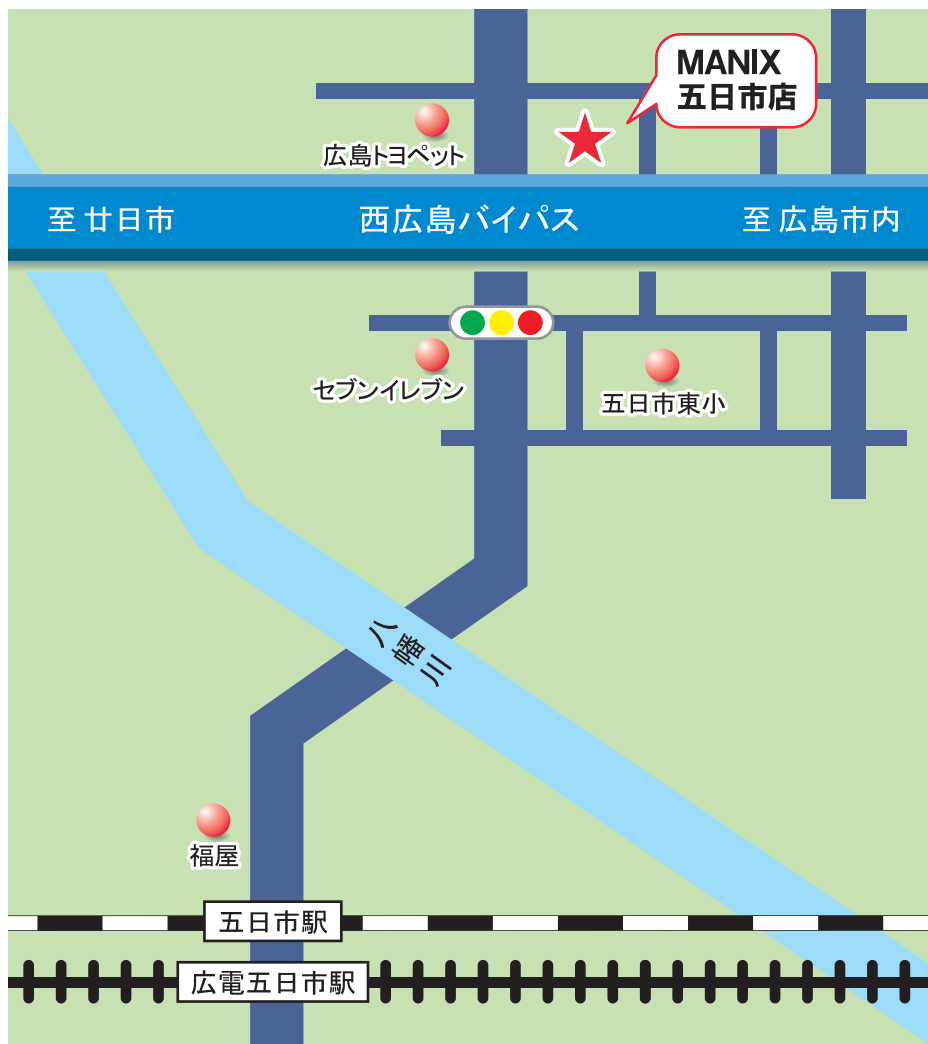 MANIX
五日市店
広島トヨペット
至 廿日市
西広島バイパス
至 広島市内
セブンイレブン
五日市東小
八幡川
福屋
五日市駅
広電五日市駅